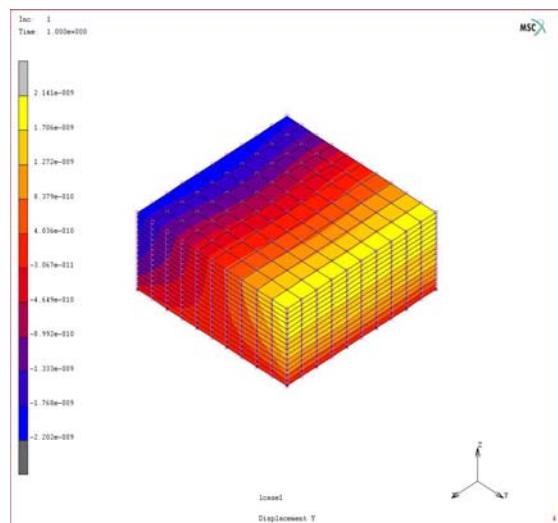 Inc: 1
Time: 1.000e+000
MSC
2.141e-009
1.706e-009
1.272e-009
8.379e-010
4.036e-010
-3.067e-011
-4.649e-010
-8.992e-010
-1.333e-009
-1.768e-009
-2.202e-009
lcase1
Displacement Y
Z
Y